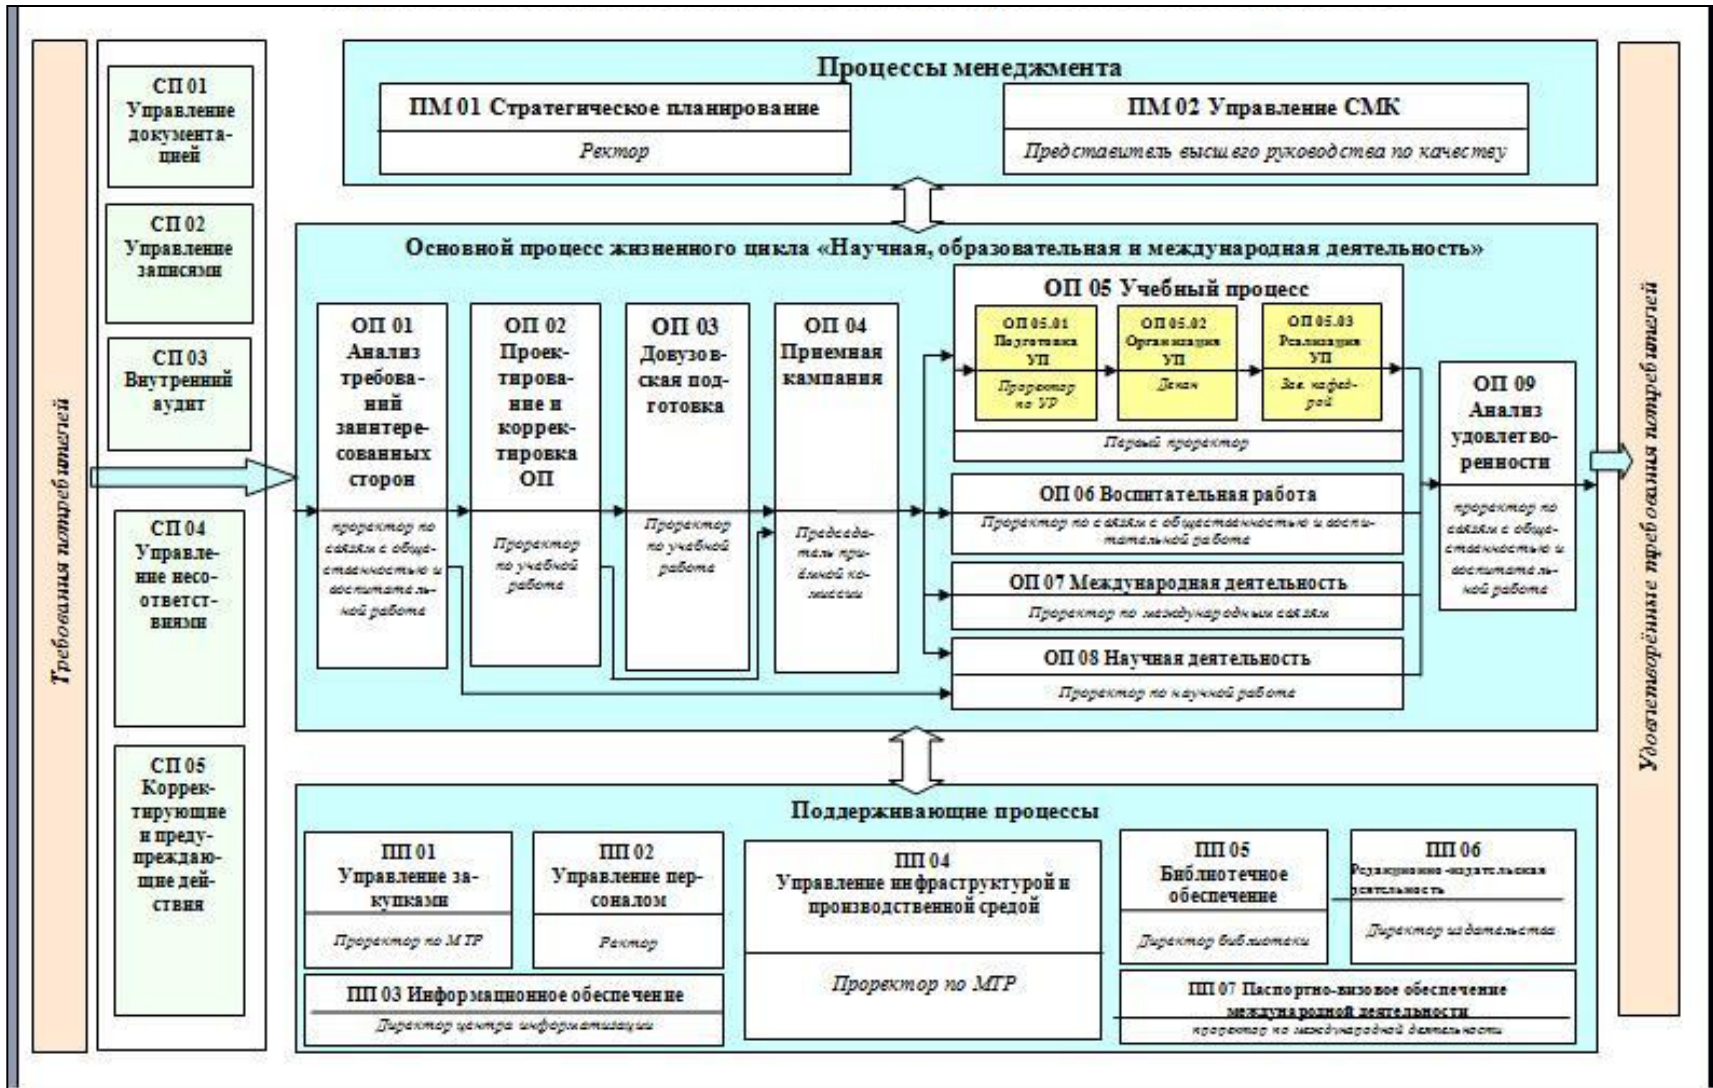 Требования потребителей
СП 01
Управление
документа-
цией
СП 02
Управление
записями
СП 03
Внутренний
аудит
СП 04
Управле-
ние несо-
ответст-
виями
СП 05
Коррек-
тирующие
и преду-
преждаю-
щие дей-
ствия
Процессы менеджмента
ПМ 01 Стратегическое планирование
Ректор
ПМ 02 Управление СМК
Представитель высшего руководства по качеству
Основной процесс жизненного цикла «Научная, образовательная и международная деятельность»
ОП 01
Анализ
требова-
ний
заинтере-
сованных
сторон
проректор по
связям с обще-
ственностью и
воспитатель-
ной работе
ОП 02
Проек-
тирова-
ние и
коррек-
тировка
ОП
Проректор
по учебной
работе
ОП 03
Довузов-
ская под-
готовка
Проректор
по учебной
работе
ОП 04
Приемная
кампания
Председа-
тель при-
ёмной ко-
миссии
ОП 05 Учебный процесс
ОП 05.01
Подготовка
УП
Проректор
по УР
ОП 05.02
Организация
УП
Декан
ОП 05.03
Реализация
УП
Зав. кафед-
рой
Первый проректор
ОП 06 Воспитательная работа
Проректор по связям с общественностью и воспи-
тательной работе
ОП 07 Международная деятельность
Проректор по международным связям
ОП 08 Научная деятельность
Проректор по научной работе
ОП 09
Анализ
удовлетво-
ренности
проректор по
связям с обще-
ственностью и
воспитатель-
ной работе
Поддерживающие процессы
ПП 01
Управление за-
купками
Проректор по МТР
ПП 02
Управление пер-
соналом
Ректор
ПП 03 Информационное обеспечение
Директор центра информатизации
ПП 04
Управление инфраструктурой и
производственной средой
Проректор по МТР
ПП 05
Библиотечное
обеспечение
Директор библиотеки
ПП 06
Редакционно-издательская
деятельность
Директор издательства
ПП 07 Паспортно-визовое обеспечение
международной деятельности
проректор по международной деятельности
Удовлетворённые требования потребителей